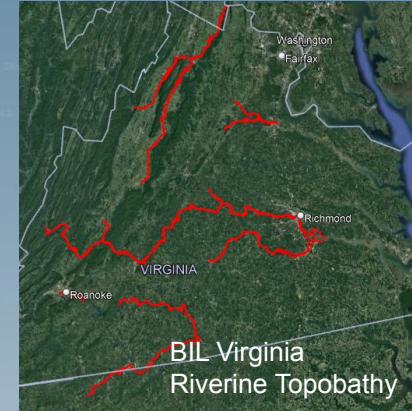 Washington
Fairfax
Richmond
VIRGINIA
Roanoke
BIL Virginia
Riverine Topobathy